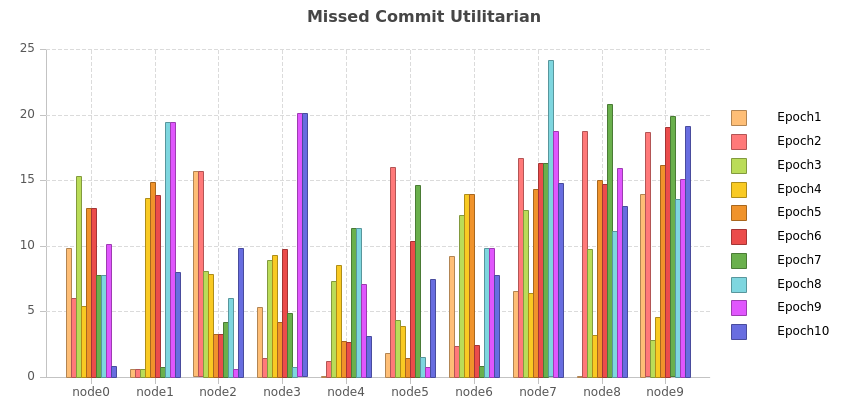 Missed Commit Utilitarian
25
20
15
10
5
0
node0 node1 node2 node3 node4 node5 node6 node7 node8 node9
Epoch1
Epoch2
Epoch3
Epoch4
Epoch5
Epoch6
Epoch7
Epoch8
Epoch9
Epoch10